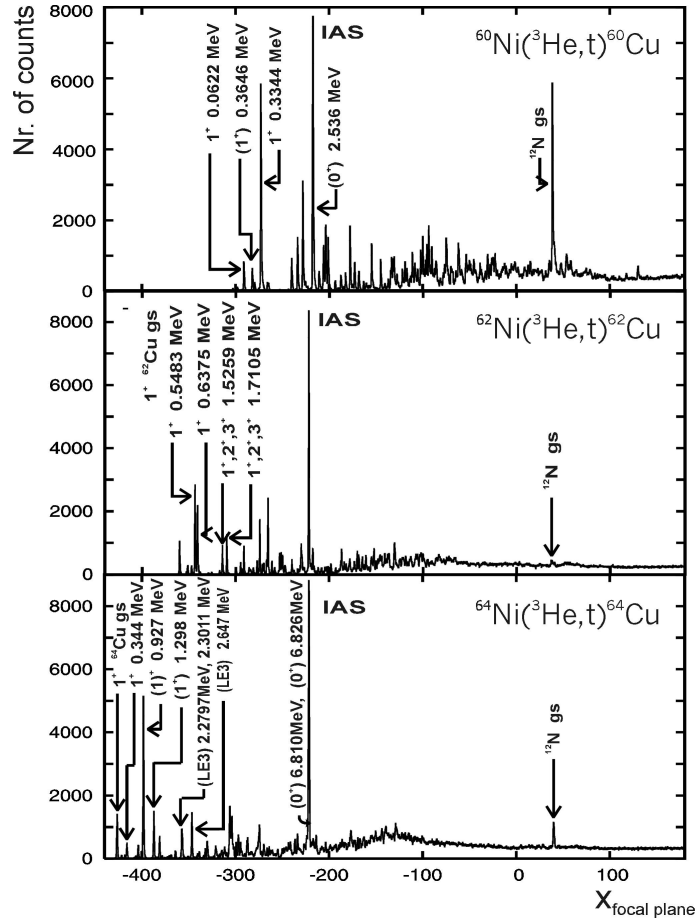 Nr. of counts
8000
6000
4000
2000
0
1⁺ 0.0622 MeV
(1⁺) 0.3646 MeV
1⁺ 0.3344 MeV
IAS
(0⁺) 2.536 MeV
⁶⁰Ni(³He,t)⁶⁰Cu
¹²N gs
8000
6000
4000
2000
0
1⁺ ⁶²Cu gs
1⁺ 0.5483 MeV
1⁺ 0.6375 MeV
1⁺,2⁺,3⁺ 1.5259 MeV
1⁺,2⁺,3⁺ 1.7105 MeV
IAS
⁶²Ni(³He,t)⁶²Cu
¹²N gs
8000
6000
4000
2000
0
1⁺ ⁶⁴Cu gs
1⁺ 0.344 MeV
(1)⁺ 0.927 MeV
(1⁺) 1.298 MeV
(LE3) 2.2797MeV, 2.3011 MeV
(LE3) 2.647 MeV
(0⁺) 6.810MeV, (0⁺) 6.826MeV
IAS
⁶⁴Ni(³He,t)⁶⁴Cu
¹²N gs
-400 -300 -200 -100 0 100
X focal plane